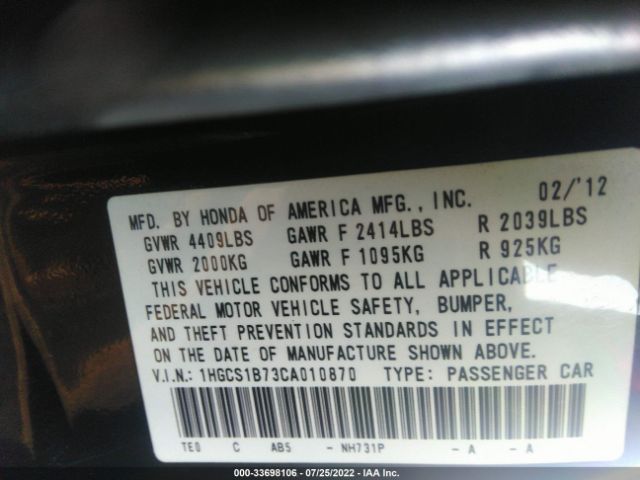 MFD. BY HONDA OF AMERICA MFG., INC. 02/'12
GVWR 4409LBS GAWR F 2414LBS R 2039LBS
GVWR 2000KG GAWR F 1095KG R 925KG
THIS VEHICLE CONFORMS TO ALL APPLICABLE
FEDERAL MOTOR VEHICLE SAFETY, BUMPER,
AND THEFT PREVENTION STANDARDS IN EFFECT
ON THE DATE OF MANUFACTURE SHOWN ABOVE.
V.I.N.: 1HGCS1B73CA010870 TYPE: PASSENGER CAR
TE0 C AB5 - NH731P - A - A
000-33698106 - 07/25/2022 - IAA Inc.